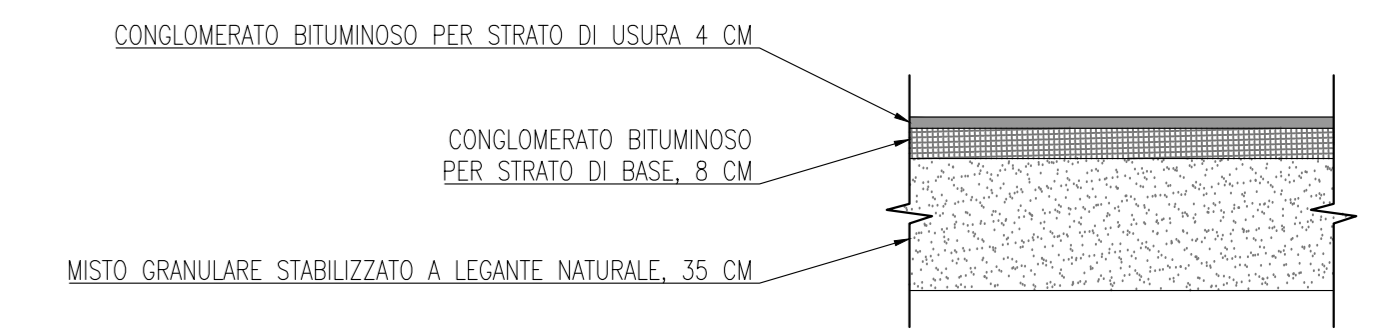 CONGLOMERATO BITUMINOSO PER STRATO DI USURA 4 CM
CONGLOMERATO BITUMINOSO
PER STRATO DI BASE, 8 CM
MISTO GRANULARE STABILIZZATO A LEGANTE NATURALE, 35 CM